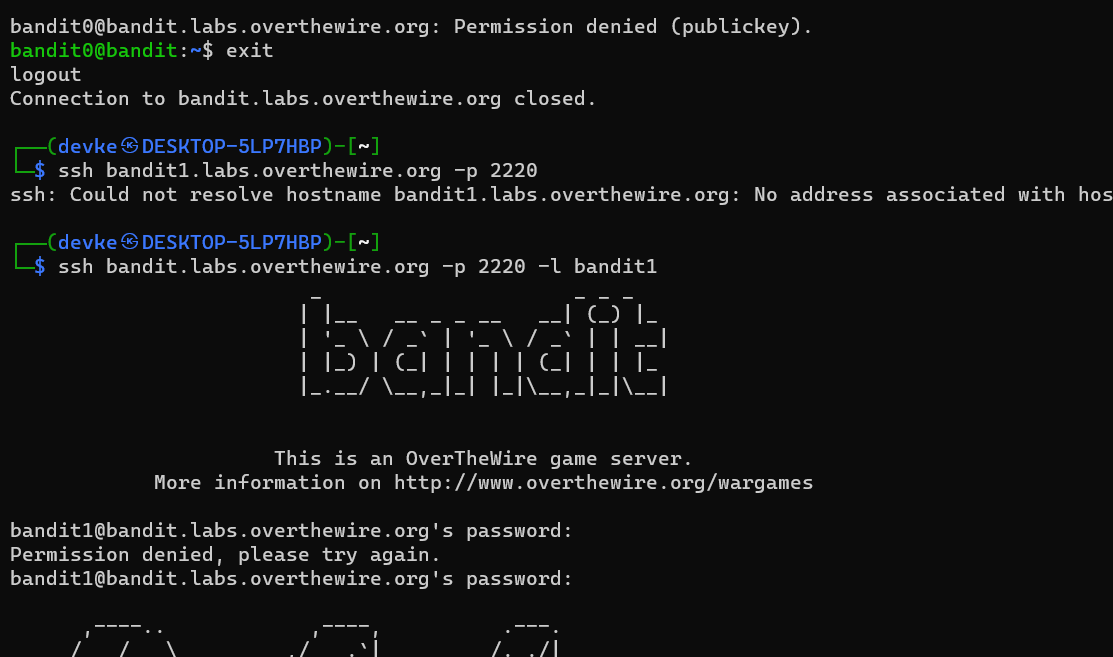 bandit0@bandit.labs.overthewire.org: Permission denied (publickey).
bandit0@bandit:~$ exit
logout
Connection to bandit.labs.overthewire.org closed.
┌──(devke㉿DESKTOP-5LP7HBP)-[~]
└─$ ssh bandit1.labs.overthewire.org -p 2220
ssh: Could not resolve hostname bandit1.labs.overthewire.org: No address associated with hos
┌──(devke㉿DESKTOP-5LP7HBP)-[~]
└─$ ssh bandit.labs.overthewire.org -p 2220 -l bandit1
bandit
This is an OverTheWire game server.
More information on http://www.overthewire.org/wargames
bandit1@bandit.labs.overthewire.org's password:
Permission denied, please try again.
bandit1@bandit.labs.overthewire.org's password: